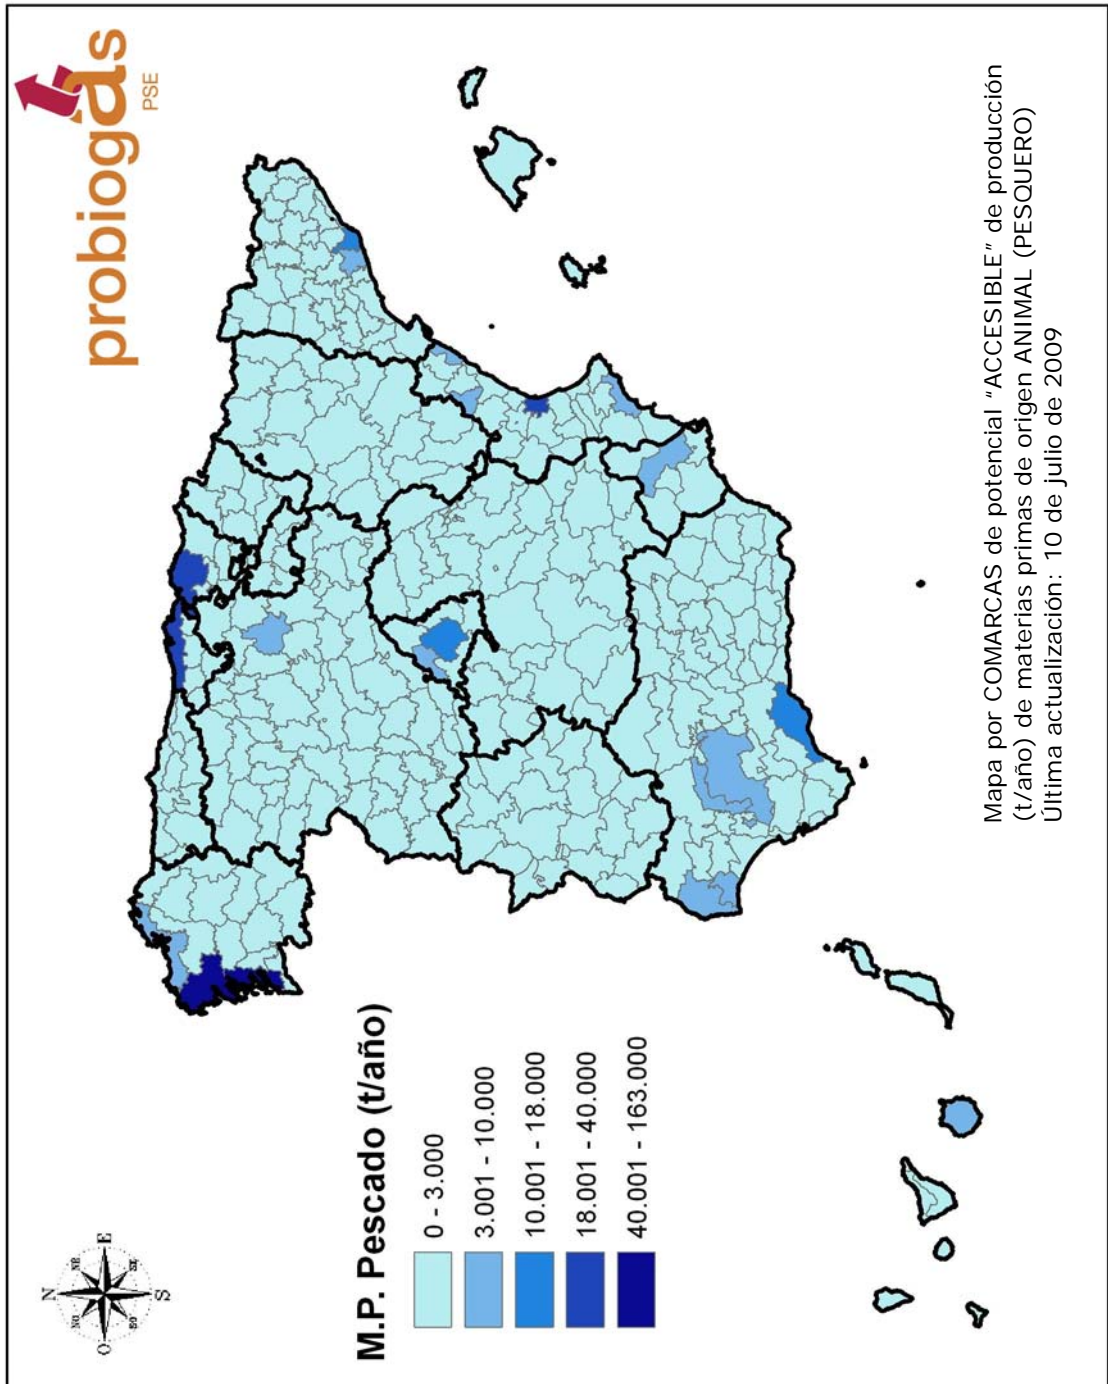 probiogás
PSE
N
NO
NE
O
E
SO
SE
S
M.P. Pescado (t/año)
0 - 3.000
3.001 - 10.000
10.001 - 18.000
18.001 - 40.000
40.001 - 163.000
Mapa por COMARCAS de potencial "ACCESIBLE" de producción
(t/año) de materias primas de origen ANIMAL (PESQUERO)
Última actualización: 10 de julio de 2009